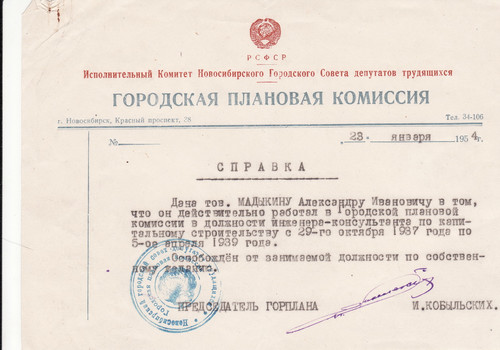 РСФСР
Исполнительный Комитет Новосибирского Городского Совета депутатов трудящихся
ГОРОДСКАЯ ПЛАНОВАЯ КОМИССИЯ
г. Новосибирск, Красный проспект, 78 Тел. 34-106
№ 23. января 1954г.
СПРАВКА
Дана тов. МАДЫКИНУ Александру Ивановичу в том,
что он действительно работал в Городской плановой
комиссии в должности инженера-консультанта по капи-
тальному строительству с 29-го октября 1937 года по
5-ое апреля 1939 года.
Освобождён от занимаемой должности по собствен-
ному желанию.
ПРЕДСЕДАТЕЛЬ ГОРПЛАНА И.КОБЫЛЬСКИХ.